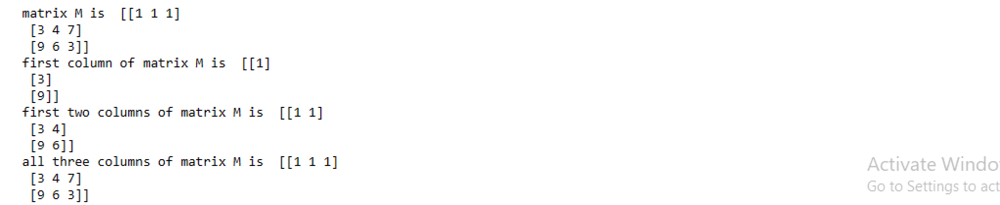 matrix M is  [[1 1 1]
 [3 4 7]
 [9 6 3]]
first column of matrix M is  [[1]
 [3]
 [9]]
first two columns of matrix M is  [[1 1]
 [3 4]
 [9 6]]
all three columns of matrix M is  [[1 1 1]
 [3 4 7]
 [9 6 3]]
Activate Windo
Go to Settings to act